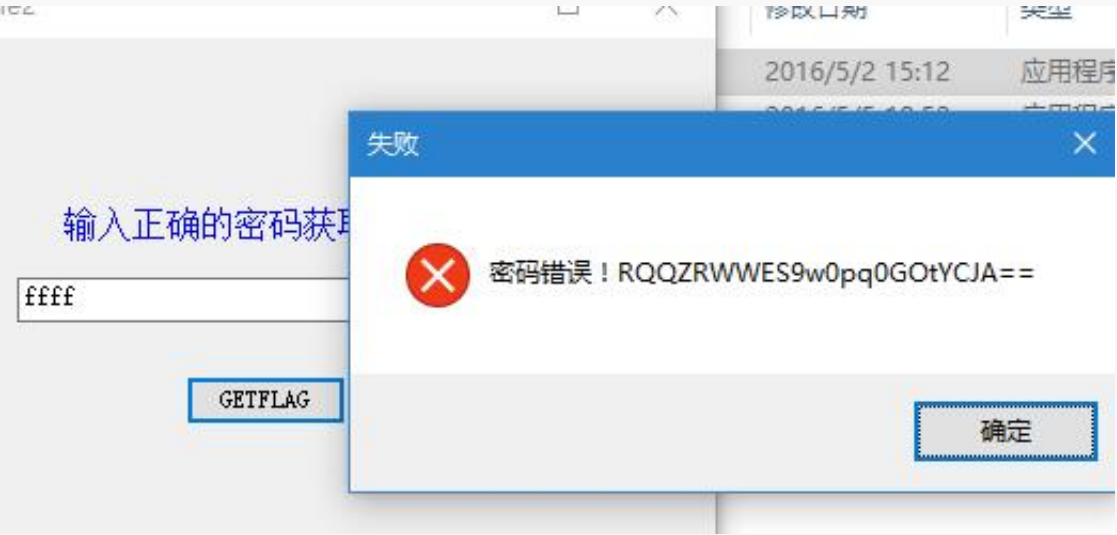 修改日期 类型
2016/5/2 15:12 应用程序
失败
输入正确的密码获
密码错误！RQQZRWWES9w0pq0GOtYCJA==
ffff
GETFLAG
确定